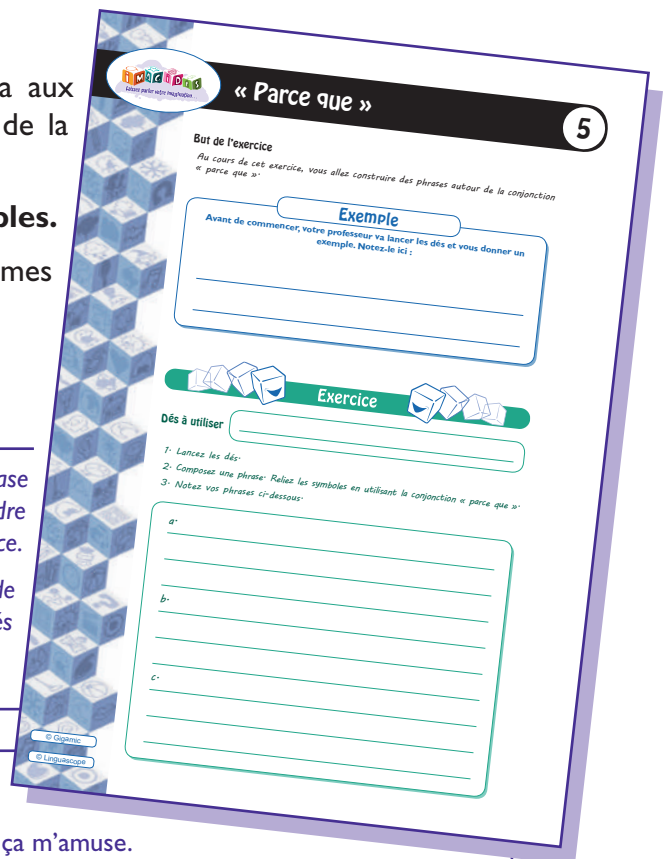 a aux
de la
bles.
mes
ase
dre
ce.
de
és
ça m’amuse.
iMAGiDéS
Laissez parler votre imagination...
« Parce que »
5
But de l’exercice
Au cours de cet exercice, vous allez construire des phrases autour de la conjonction
« parce que ».
Exemple
Avant de commencer, votre professeur va lancer les dés et vous donner un
exemple. Notez-le ici :
Exercice
Dés à utiliser
1. Lancez les dés.
2. Composez une phrase. Reliez les symboles en utilisant la conjonction « parce que ».
3. Notez vos phrases ci-dessous.
a.
b.
c.
© Gigamic
© Linguascope